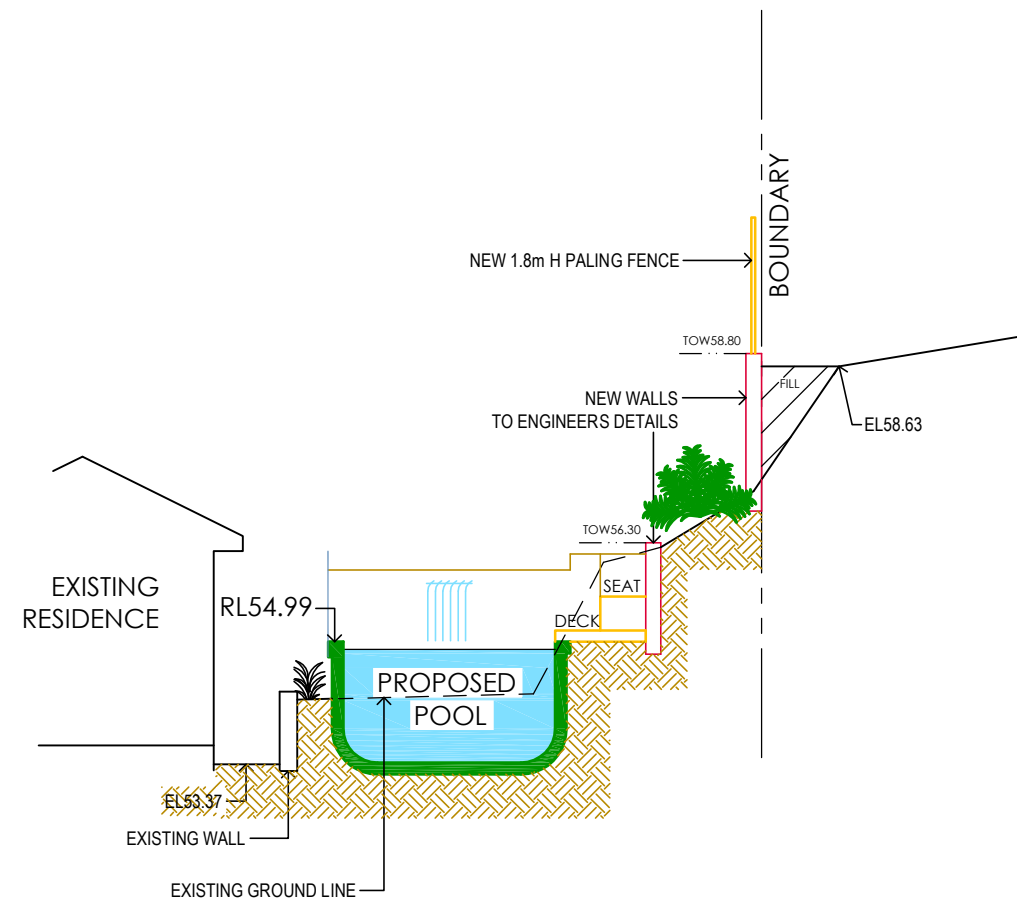 BOUNDARY
NEW 1.8m H PALING FENCE
TOW58.80
FILL
NEW WALLS
TO ENGINEERS DETAILS
EL58.63
TOW56.30
EXISTING
RESIDENCE
SEAT
RL54.99
DECK
PROPOSED
POOL
EL53.37
EXISTING WALL
EXISTING GROUND LINE